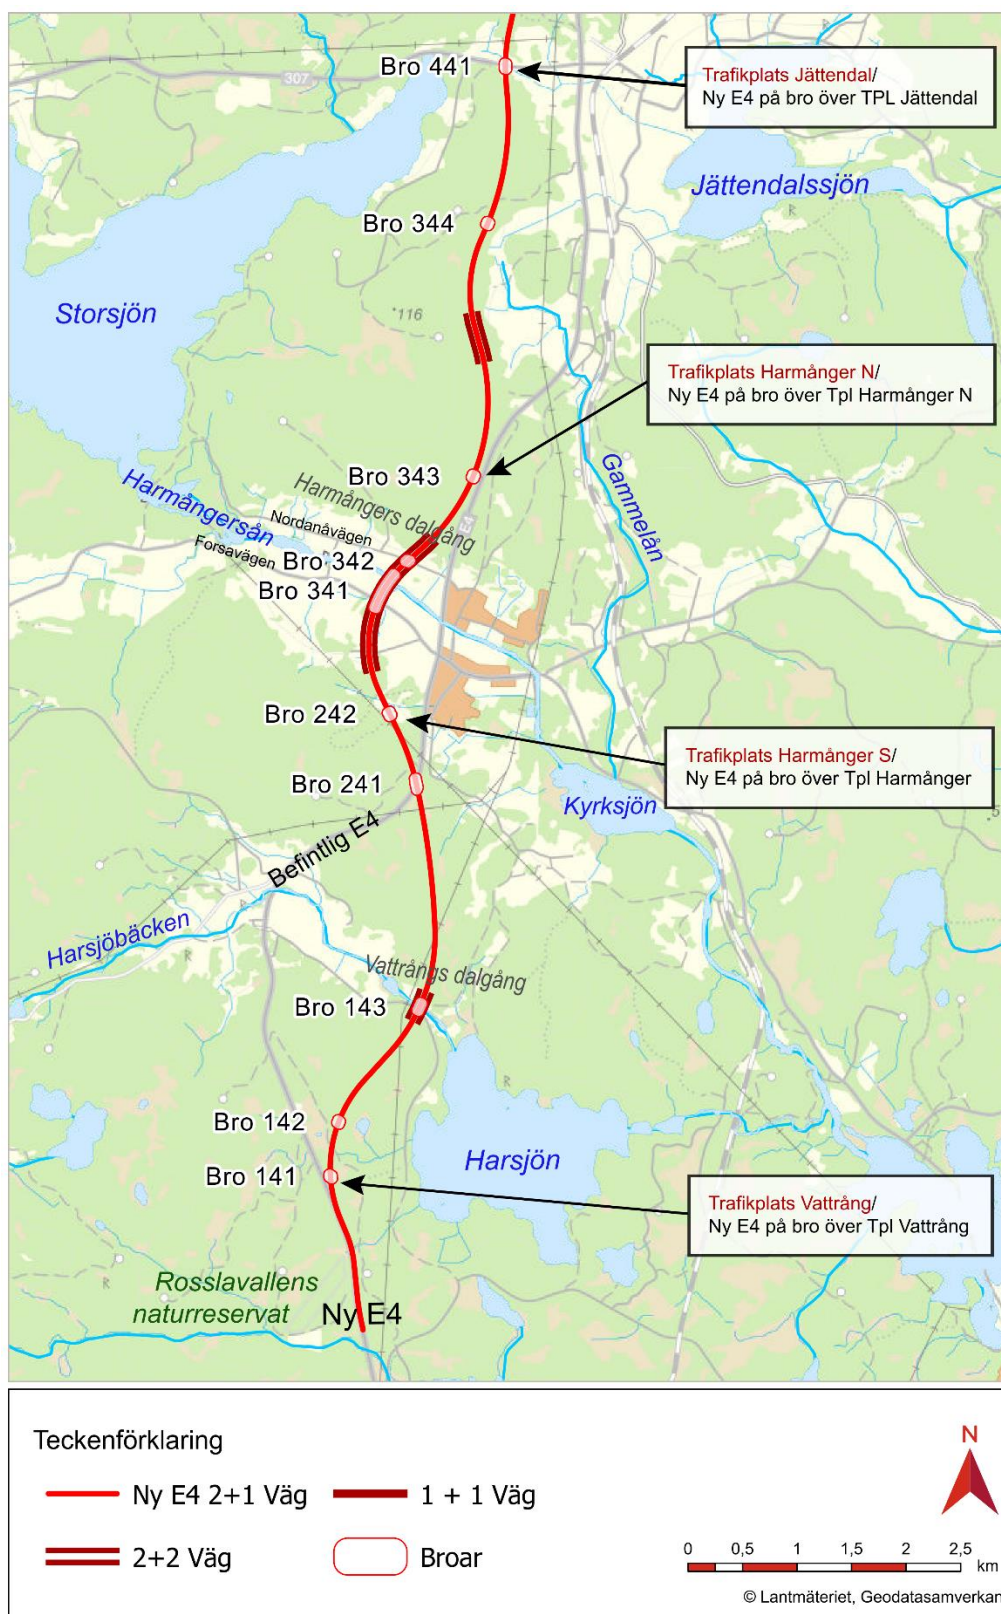 Bro 441
307
Trafikplats Jättendal/
Ny E4 på bro över TPL Jättendal
Jättendalssjön
Bro 344
Storsjön
116
Trafikplats Harmånger N/
Ny E4 på bro över Tpl Harmånger N
Bro 343
Harmångers dalgång
Gammelån
Harmångersån
Nordanåvägen
Forsavägen
Bro 342
Bro 341
Bro 242
Trafikplats Harmånger S/
Ny E4 på bro över Tpl Harmånger
Bro 241
Kyrksjön
Befintlig E4
Harsjöbäcken
Vattrångs dalgång
Bro 143
Bro 142
Harsjön
Bro 141
Trafikplats Vattrång/
Ny E4 på bro över Tpl Vattrång
Rosslavallens
naturreservat
Ny E4
Teckenförklaring
N
Ny E4 2+1 Väg
1 + 1 Väg
2+2 Väg
Broar
0 0,5 1 1,5 2 2,5
km
© Lantmäteriet, Geodatasamverkan